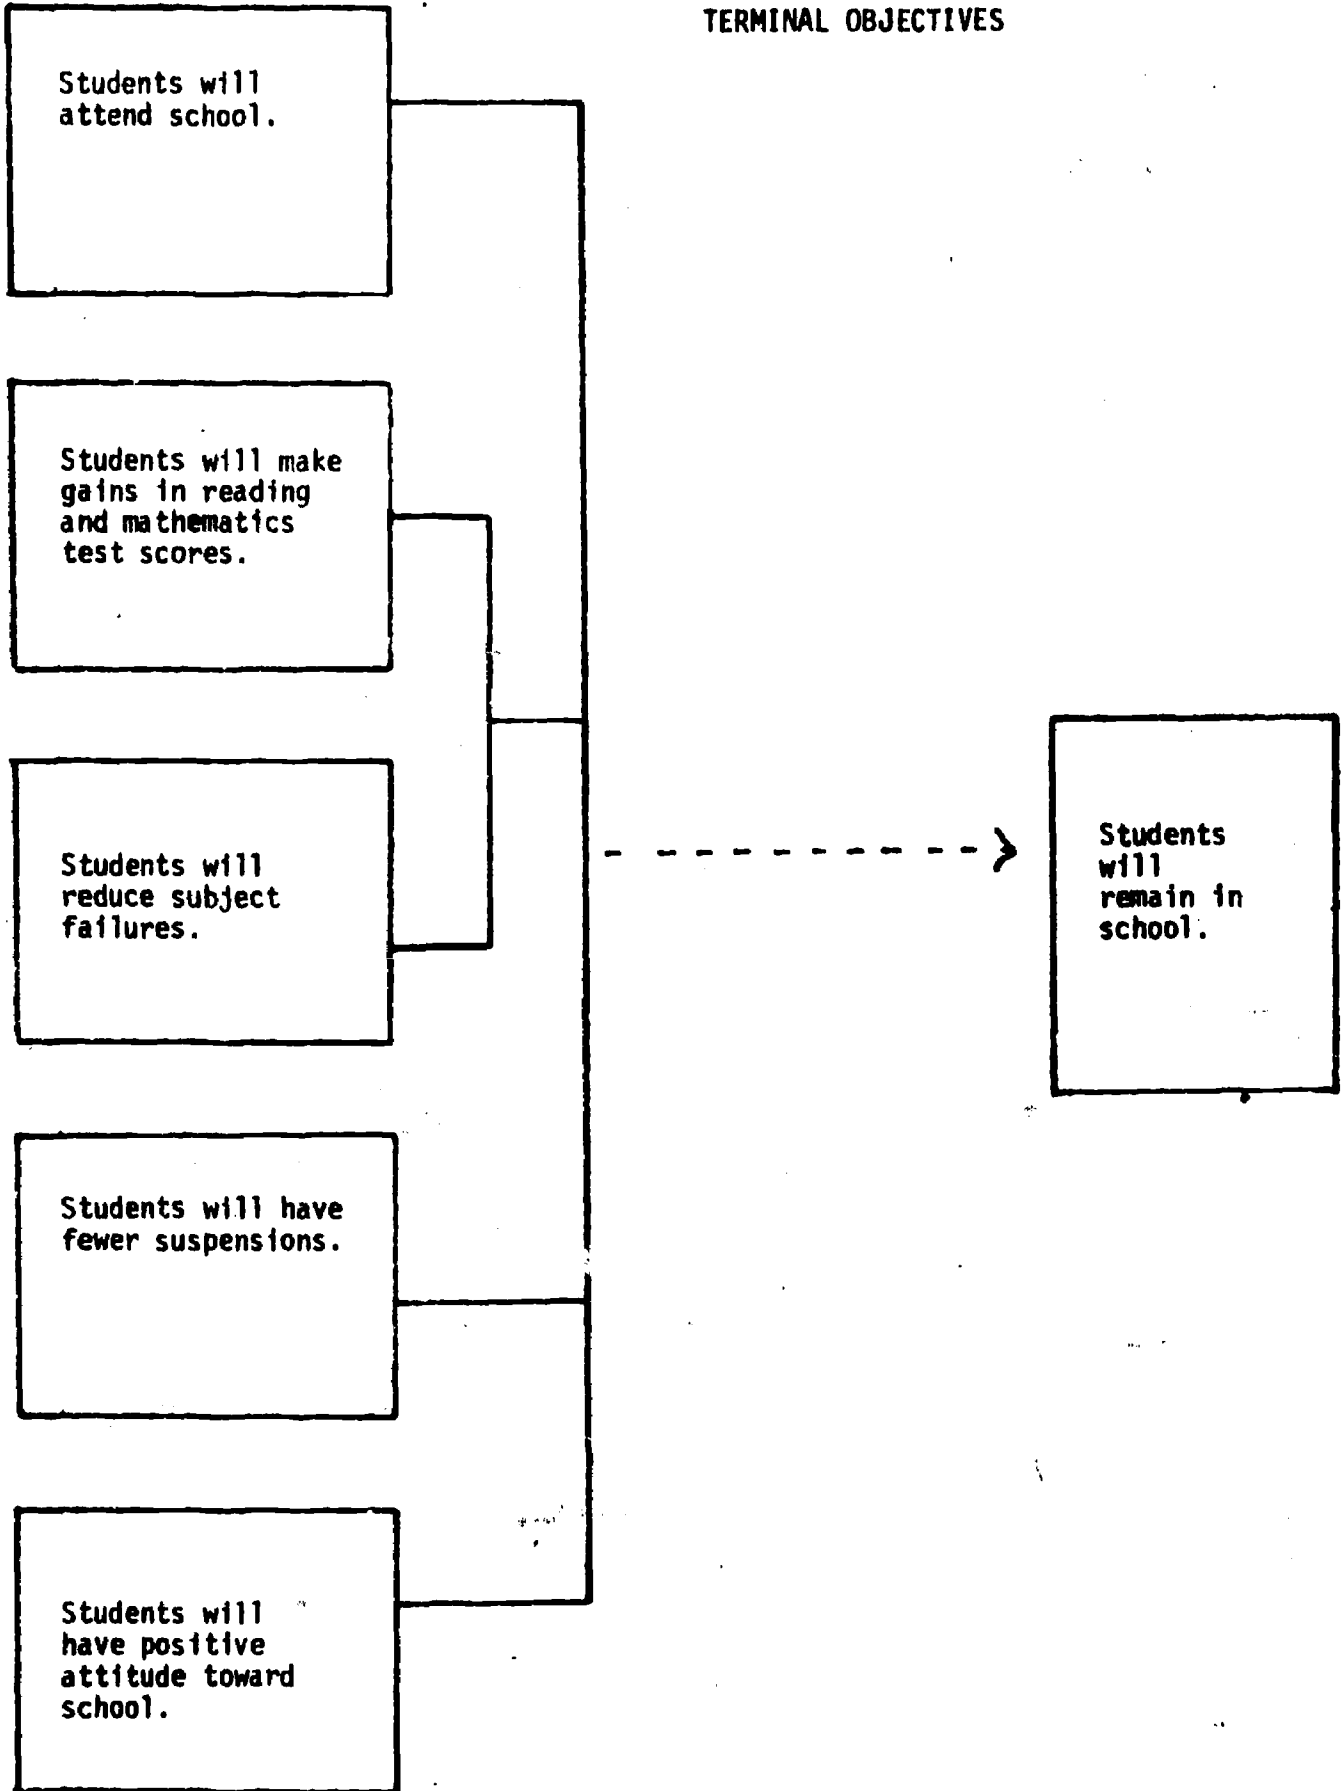 TERMINAL OBJECTIVES
Students will
attend school.
Students will make
gains in reading
and mathematics
test scores.
Students will
reduce subject
failures.
Students
will
remain in
school.
Students will have
fewer suspensions.
Students will
have positive
attitude toward
school.